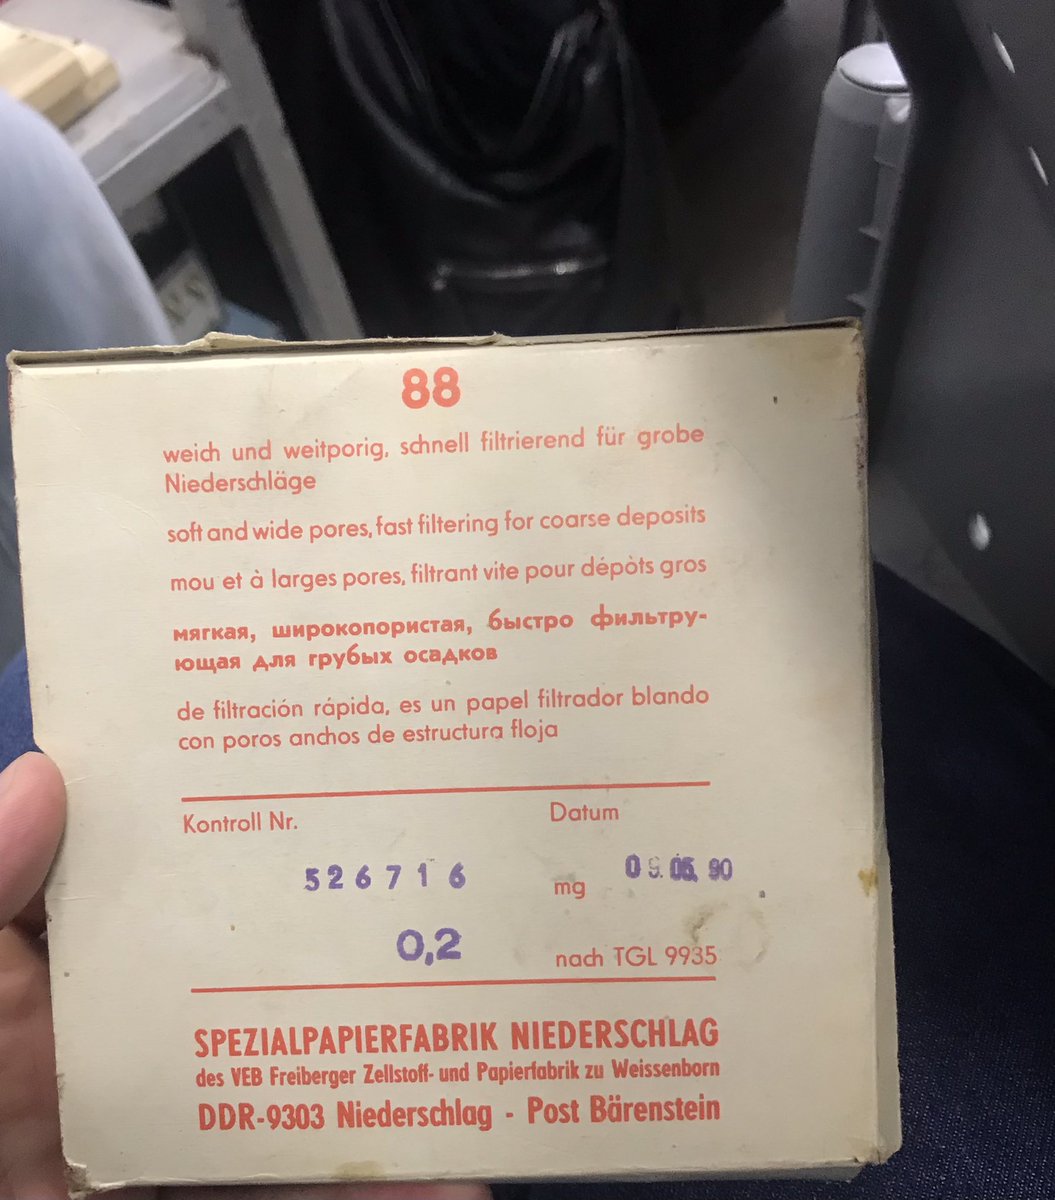 88
weich und weitporig, schnell filtrierend für grobe
Niederschläge
soft and wide pores, fast filtering for coarse deposits
mou et à larges pores, filtrant vite pour dépòts gros
мягкая, широкопористая, быстро фильтру-
ющая для грубых осадков
de filtración rápida, es un papel filtrador blando
con poros anchos de estructura floja
Kontroll Nr. Datum
526716 mg 09.05.90
0,2 nach TGL 9935
SPEZIALPAPIERFABRIK NIEDERSCHLAG
des VEB Freiberger Zellstoff- und Papierfabrik zu Weissenborn
DDR-9303 Niederschlag - Post Bärenstein